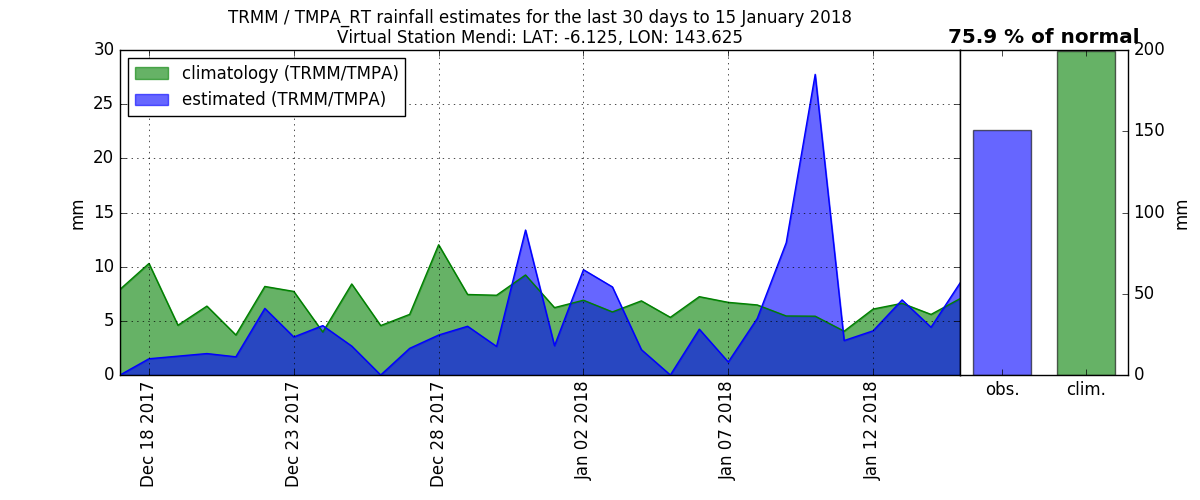 TRMM / TMPA_RT rainfall estimates for the last 30 days to 15 January 2018
Virtual Station Mendi: LAT: -6.125, LON: 143.625
75.9 % of normal
climatology (TRMM/TMPA)
estimated (TRMM/TMPA)
30
25
20
15
10
5
0
mm
Dec 18 2017
Dec 23 2017
Dec 28 2017
Jan 02 2018
Jan 07 2018
Jan 12 2018
200
150
100
50
0
mm
obs.
clim.